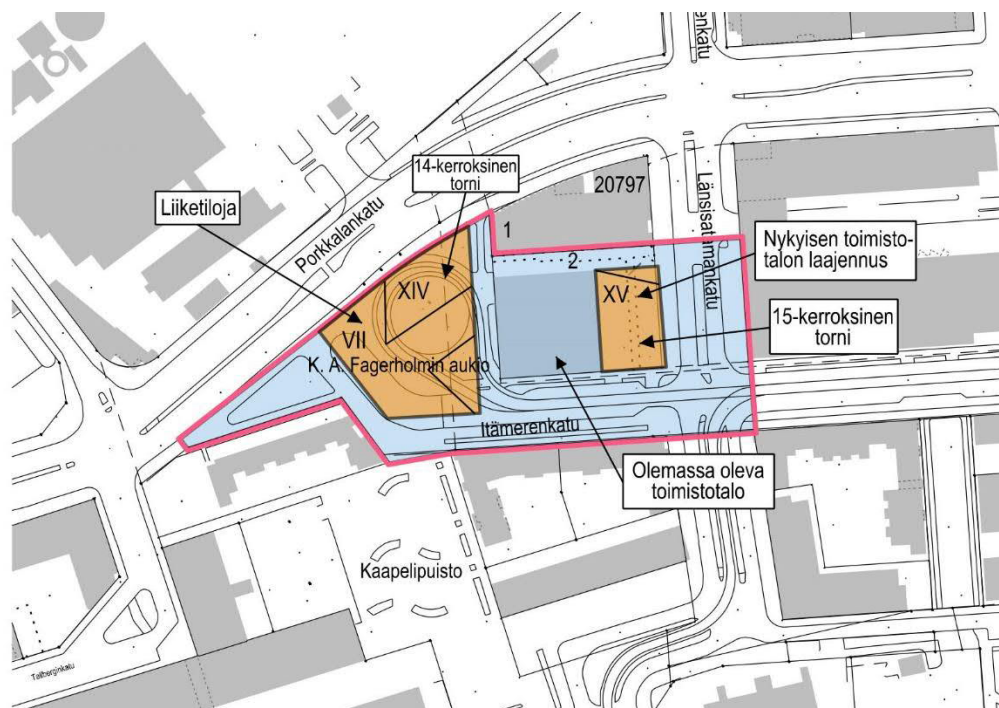 renkatu
14-kerroksinen
torni
20797
Liiketiloja
Porkkalankatu
Länsisatamankatu
1
Nykyisen toimisto-
talon laajennus
2
XIV
XV
15-kerroksinen
torni
VII
K. A. Fagerholmin aukio
Itämerenkatu
Olemassa oleva
toimistotalo
Kaapelipuisto
Tallberginkatu